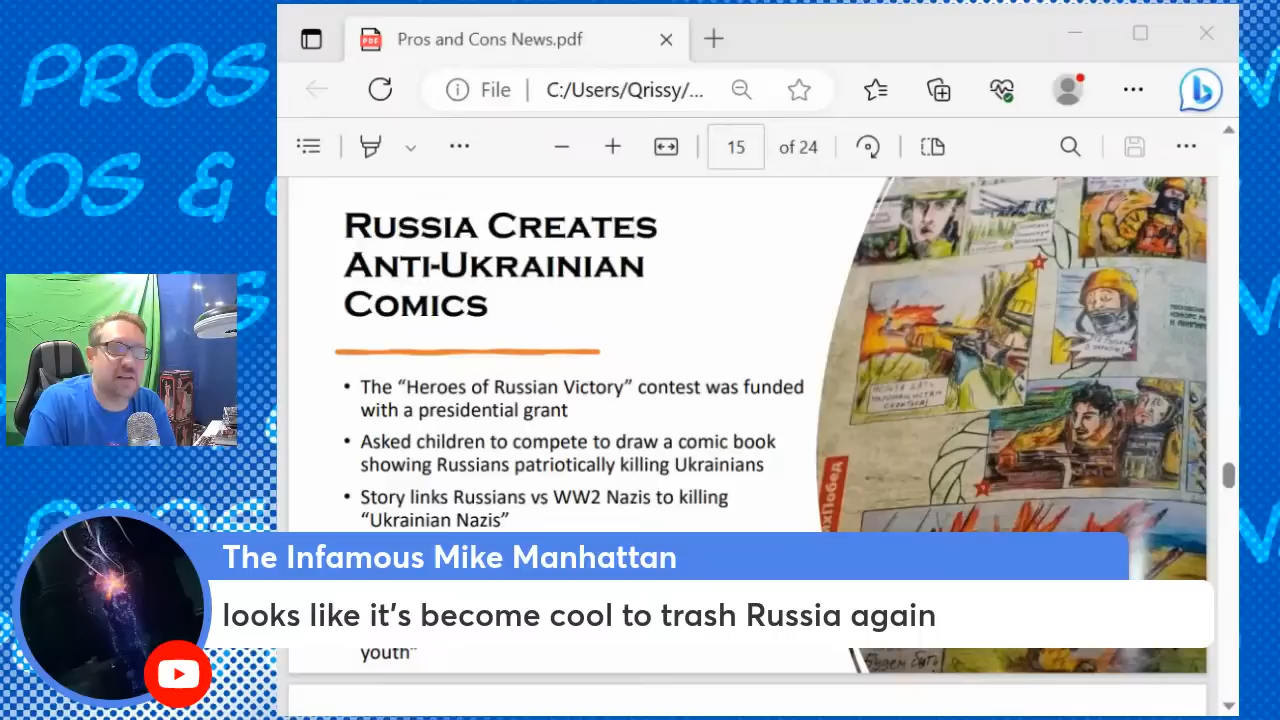 PROS
OS &
Pros and Cons News.pdf
PDF
File
C:/Users/Qrissy/...
15
of 24
RUSSIA CREATES
ANTI-UKRAINIAN
COMICS
• The “Heroes of Russian Victory” contest was funded
with a presidential grant
• Asked children to compete to draw a comic book
showing Russians patriotically killing Ukrainians
• Story links Russians vs WW2 Nazis to killing
“Ukrainian Nazis”
The Infamous Mike Manhattan
looks like it's become cool to trash Russia again
youth”